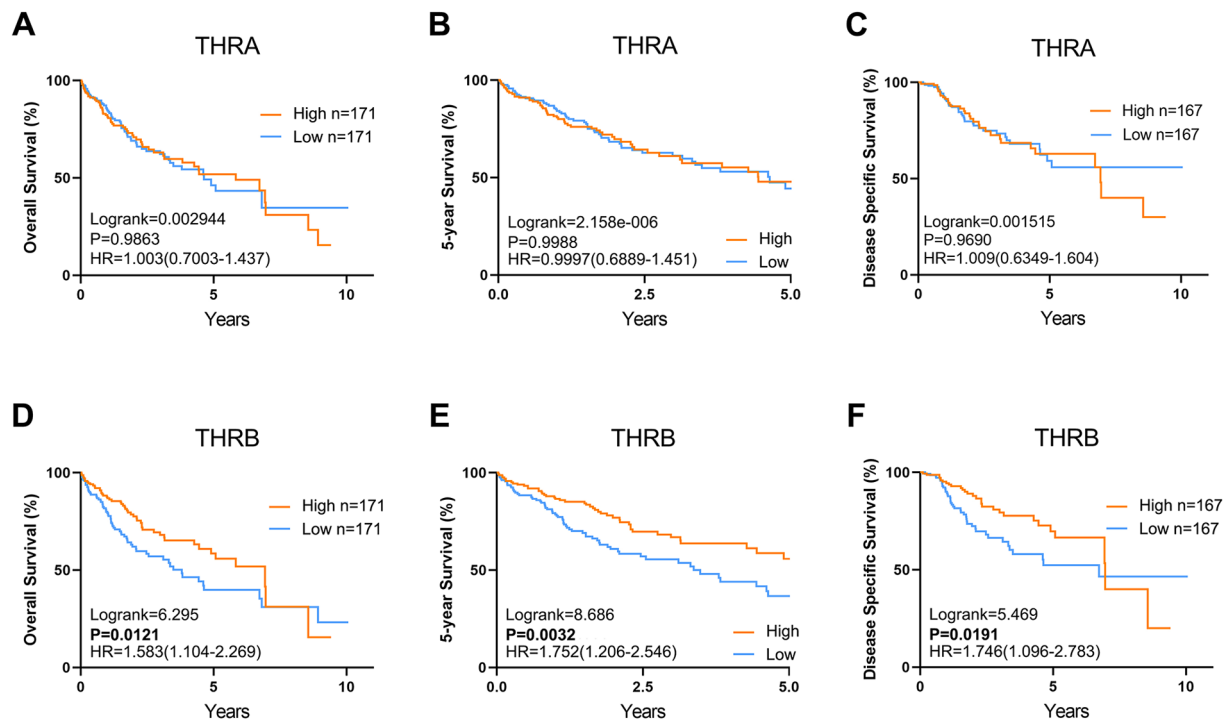 A
THRA
Overall Survival (%)
100
50
0
High n=171
Low n=171
Logrank=0.002944
P=0.9863
HR=1.003(0.7003-1.437)
0 5 10
Years
B
THRA
5-year Survival (%)
100
50
0
Logrank=2.158e-006
P=0.9988
HR=0.9997(0.6889-1.451)
High
Low
0.0 2.5 5.0
Years
C
THRA
Disease Specific Survival (%)
100
50
0
High n=167
Low n=167
Logrank=0.001515
P=0.9690
HR=1.009(0.6349-1.604)
0 5 10
Years
D
THRB
Overall Survival (%)
100
50
0
High n=171
Low n=171
Logrank=6.295
P=0.0121
HR=1.583(1.104-2.269)
0 5 10
Years
E
THRB
5-year Survival (%)
100
50
0
Logrank=8.686
P=0.0032
HR=1.752(1.206-2.546)
High
Low
0.0 2.5 5.0
Years
F
THRB
Disease Specific Survival (%)
100
50
0
High n=167
Low n=167
Logrank=5.469
P=0.0191
HR=1.746(1.096-2.783)
0 5 10
Years